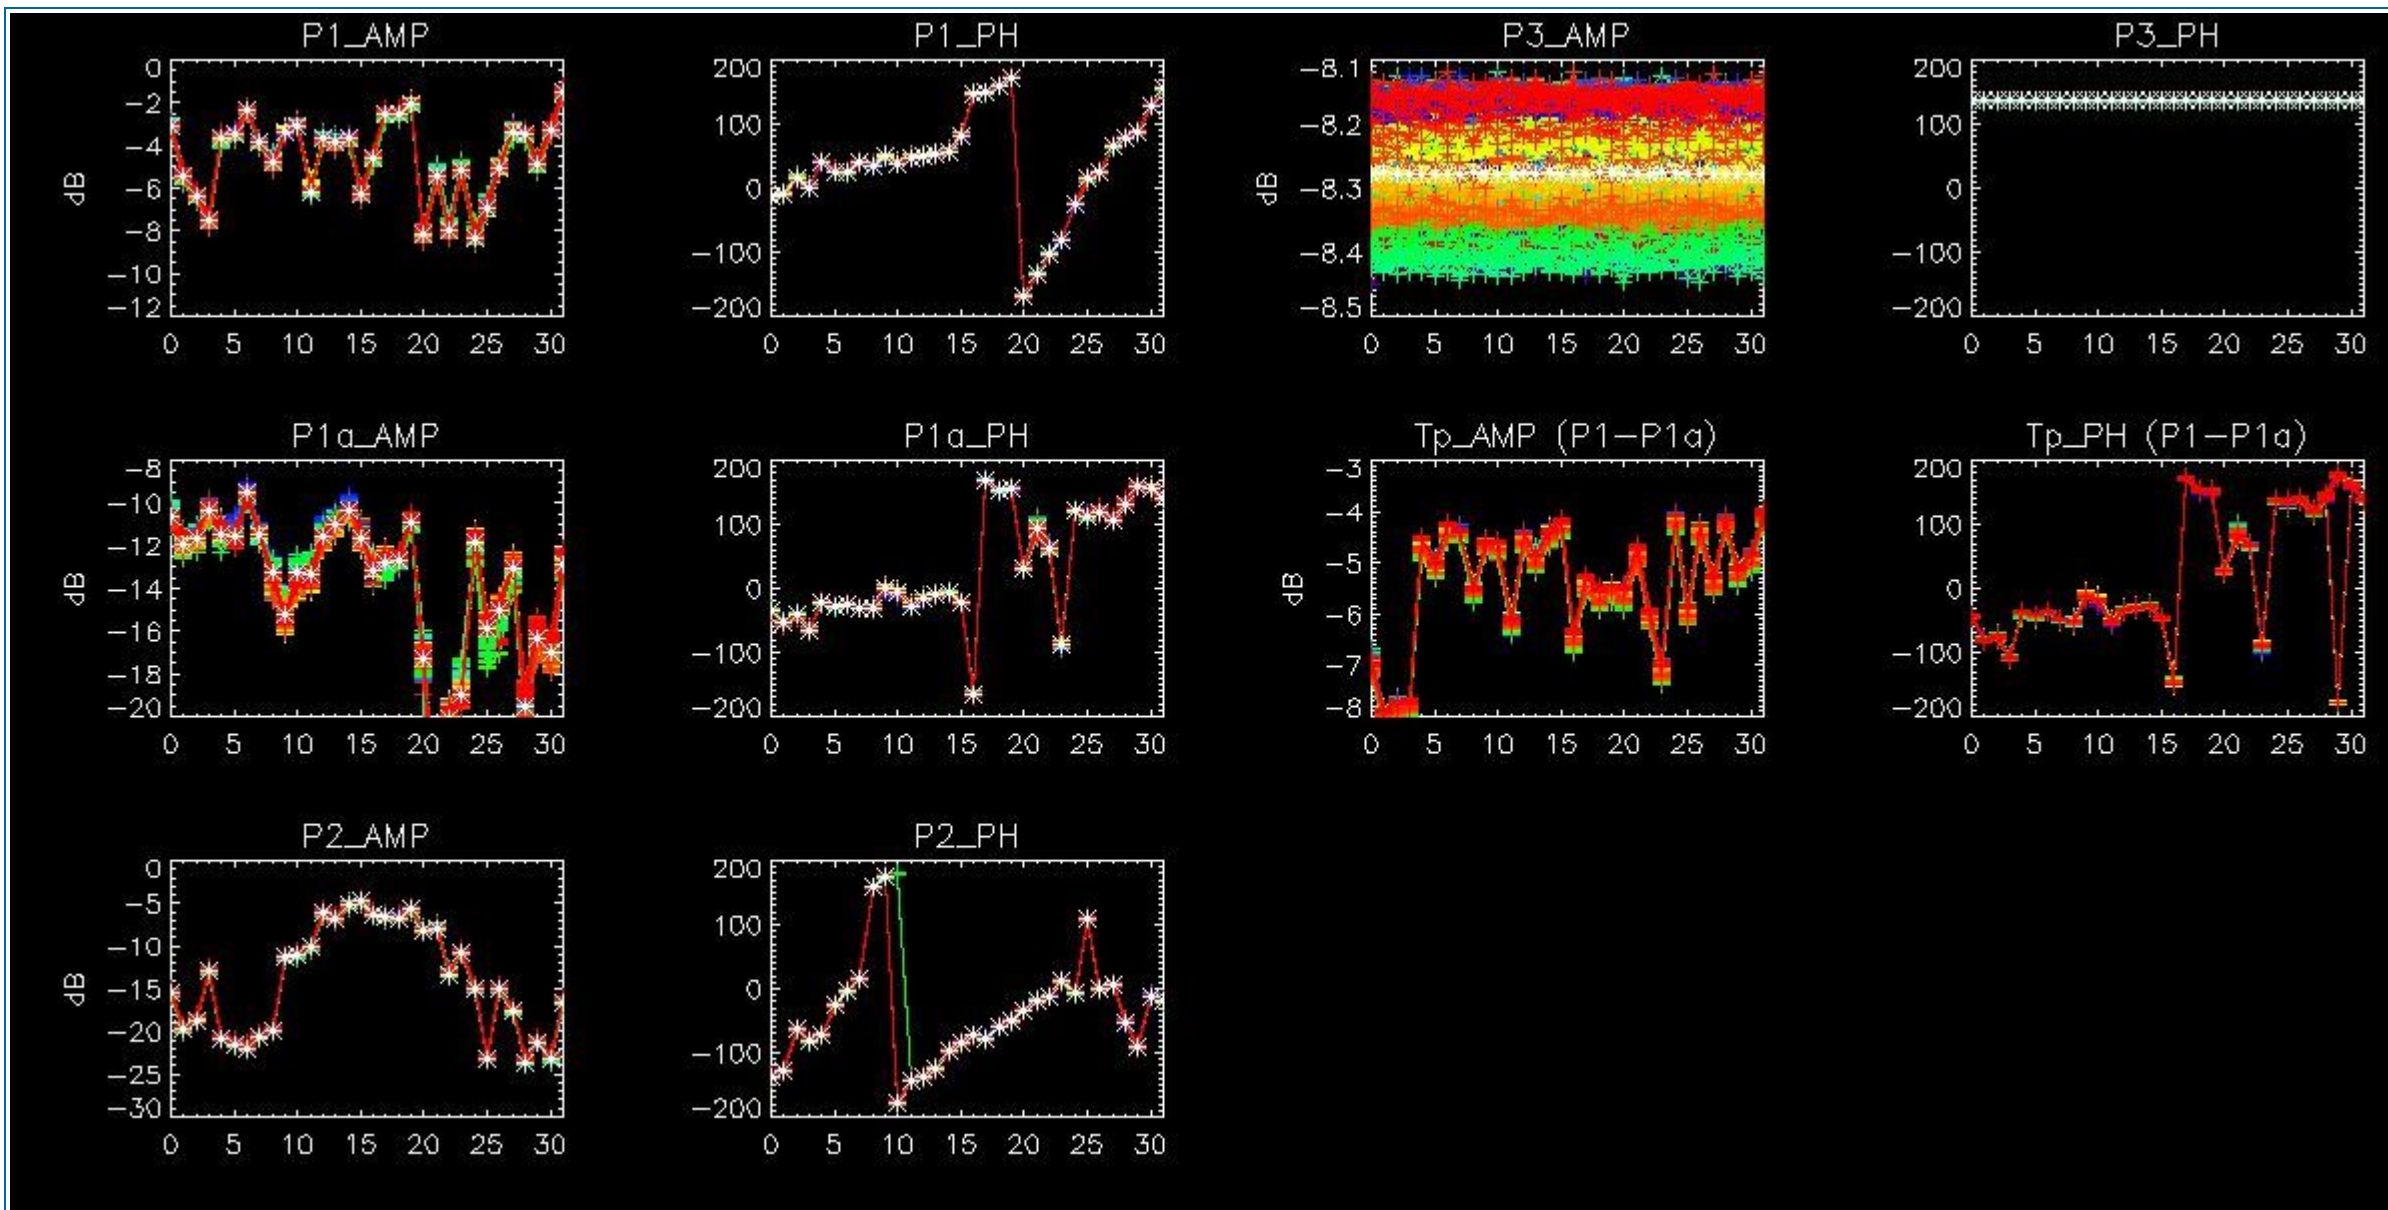 P1_AMP
P1_PH
P3_AMP
P3_PH
0
−2
−4
−6
−8
−10
−12
dB
0 5 10 15 20 25 30
200
100
0
−100
−200
0 5 10 15 20 25 30
−8.1
−8.2
−8.3
−8.4
−8.5
dB
0 5 10 15 20 25 30
200
100
0
−100
−200
0 5 10 15 20 25 30
P1a_AMP
P1a_PH
Tp_AMP (P1−P1a)
Tp_PH (P1−P1a)
−8
−10
−12
−14
−16
−18
−20
dB
0 5 10 15 20 25 30
200
100
0
−100
−200
0 5 10 15 20 25 30
−3
−4
−5
−6
−7
−8
dB
0 5 10 15 20 25 30
200
100
0
−100
−200
0 5 10 15 20 25 30
P2_AMP
P2_PH
0
−5
−10
−15
−20
−25
−30
dB
0 5 10 15 20 25 30
200
100
0
−100
−200
0 5 10 15 20 25 30